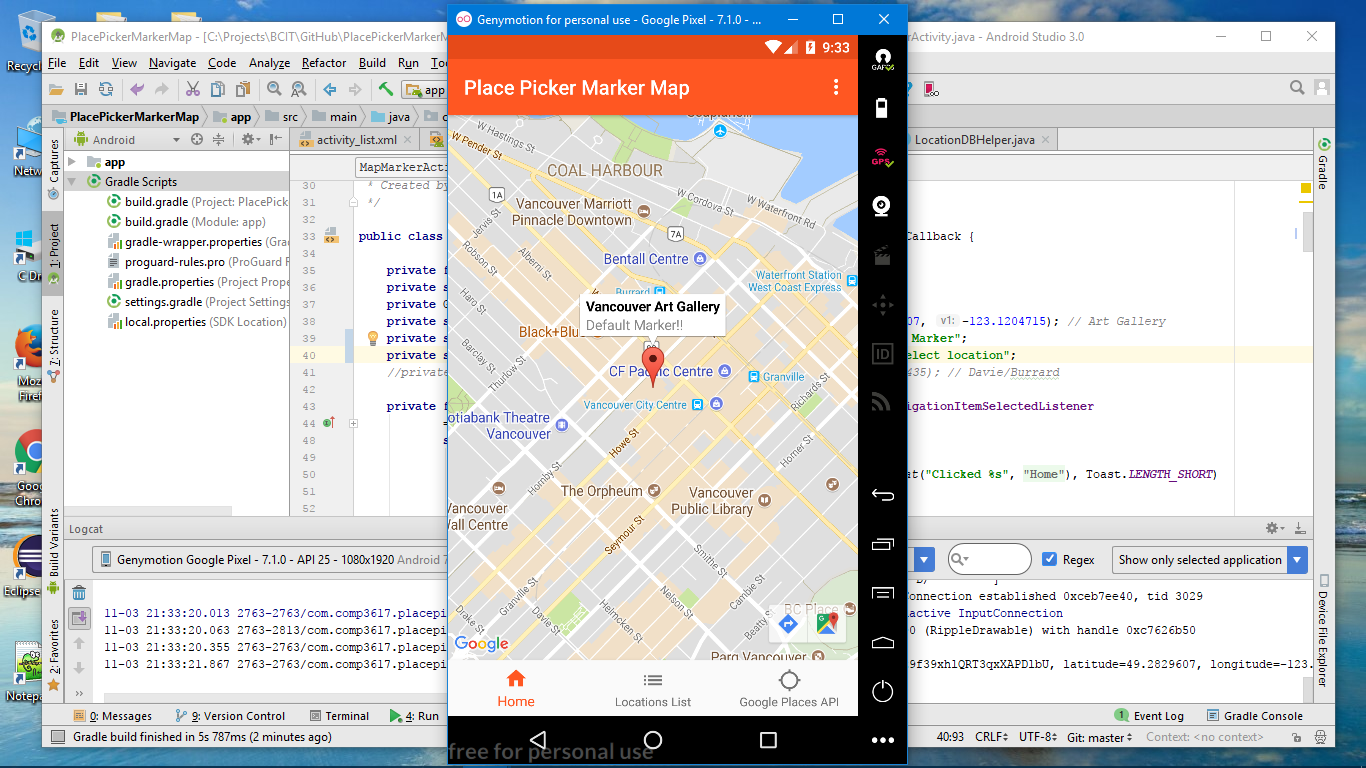 Recycl
Netw
C Dr
Moz
Firef
Goo
Chro
Eclipse
Notep
PlacePickerMarkerMap - [C:\Projects\BCIT\GitHub\PlacePickerMarkerM
rActivity.java - Android Studio 3.0
File Edit View Navigate Code Analyze Refactor Build Run Too
app
PlacePickerMarkerMap app src main java
Android
activity_list.xml
LocationDBHelper.java
Captures
1: Project
7: Structure
Build Variants
2: Favorites
app
Gradle Scripts
build.gradle (Project: PlacePick
build.gradle (Module: app)
gradle-wrapper.properties (Grad
proguard-rules.pro (ProGuard R
gradle.properties (Project Prope
settings.gradle (Project Settings
local.properties (SDK Location)
MapMarkerActi
30 * Created by
31 */
32
33 public class
Callback {
34
35 private f
36 private s
37 private G
38 private s
07, v1: -123.1204715); // Art Gallery
39 private s
Marker";
40 private s
elect location";
41 //private
435); // Davie/Burrard
42
43 private f
igationItemSelectedListener
44 =
48 s
50
at("Clicked %s", "Home"), Toast.LENGTH_SHORT)
51
52
Gradle
Device File Explorer
Genymotion for personal use - Google Pixel - 7.1.0 - ...
9:33
Place Picker Marker Map
GAPPS
GPS
ID
W Hastings St
W Pender St
COAL HARBOUR
1A
W Cordova St
W Waterfront Rd
Vancouver Marriott
Pinnacle Downtown
7A
Jervis St
Bentall Centre
Robson St
Alberni St
Waterfront Station
West Coast Express
Burrard
Haro St
Vancouver Art Gallery
Default Marker!!
Black+Blu
Barclay St
Thurlow St
CF Pacific Centre
Granville
Vancouver City Centre
Richards St
otiabank Theatre
Vancouver
Howe St
Homer St
Hornby St
The Orpheum
Vancouver
Public Library
Vancouver
Wall Centre
Seymour St
Smithe St
Granville St
Nelson St
Cambie St
Drake St
Davie St
Helmcken St
Beatty St
BC Place
Parq Vancouver
Google
Home
Locations List
Google Places API
free for personal use
Logcat
Genymotion Google Pixel - 7.1.0 - API 25 - 1080x1920 Android 7
Regex
Show only selected application
onnection established 0xceb7ee40, tid 3029
11-03 21:33:20.013 2763-2763/com.comp3617.placepi
active InputConnection
11-03 21:33:20.063 2763-2813/com.comp3617.placepi
0 (RippleDrawable) with handle 0xc7626b50
11-03 21:33:20.355 2763-2763/com.comp3617.placepi
11-03 21:33:21.867 2763-2763/com.comp3617.placepi
9f39xhlQRT3qxXAPDlbU, latitude=49.2829607, longitude=-123.
0: Messages
9: Version Control
Terminal
4: Run
1 Event Log
Gradle Console
Gradle build finished in 5s 787ms (2 minutes ago)
40:93 CRLF UTF-8 Git: master Context: <no context>